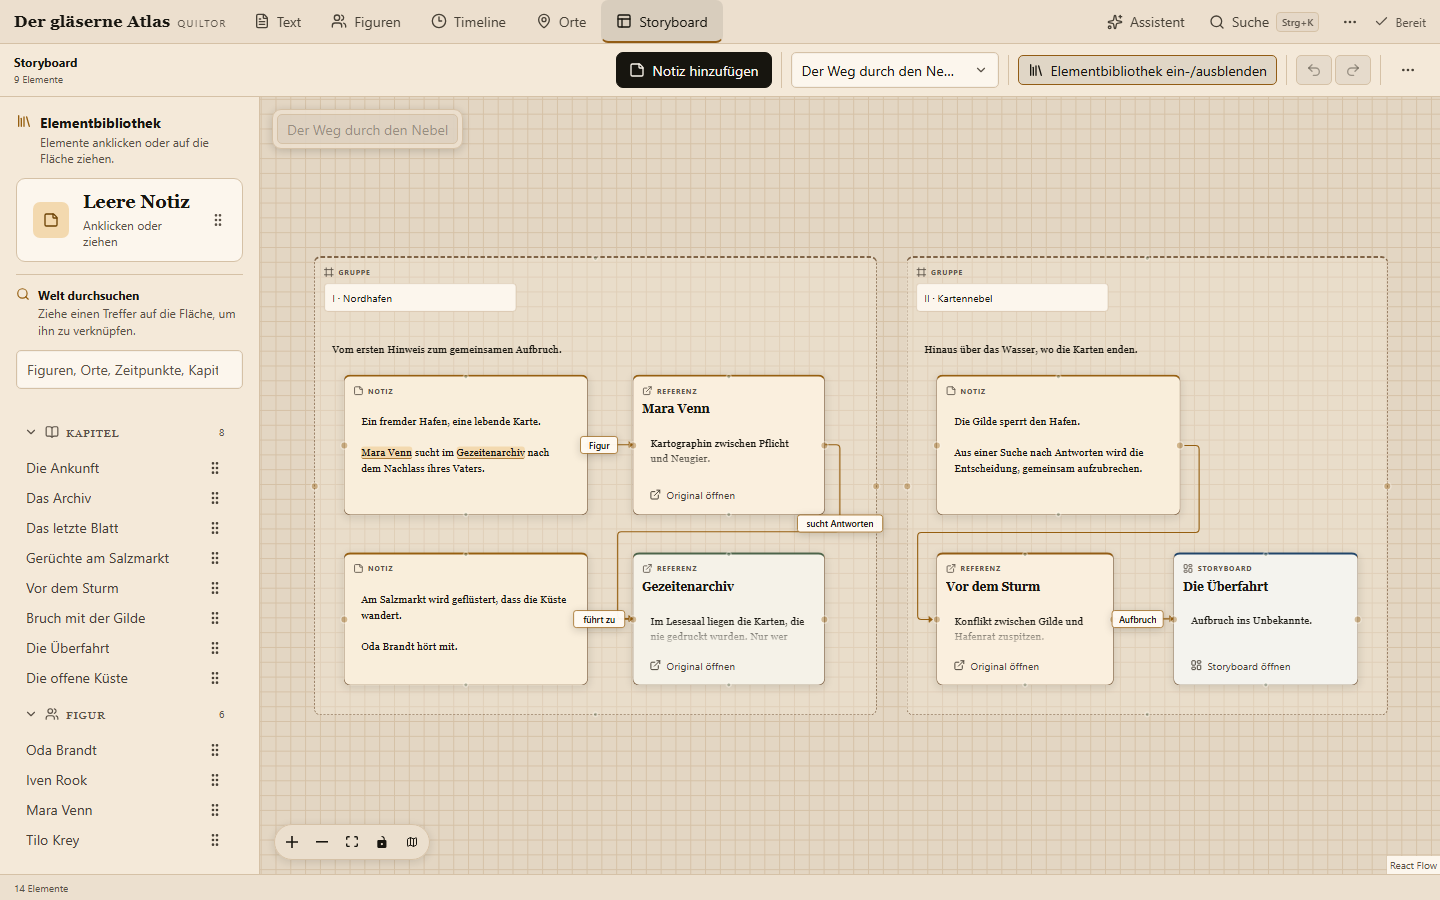 Der gläserne Atlas QUILTOR
Text
Figuren
Timeline
Orte
Storyboard
Assistent
Suche Strg+K
Bereit
Storyboard
9 Elemente
Notiz hinzufügen
Der Weg durch den Ne...
Elementbibliothek ein-/ausblenden
Elementbibliothek
Elemente anklicken oder auf die
Fläche ziehen.
Leere Notiz
Anklicken oder
ziehen
Welt durchsuchen
Ziehe einen Treffer auf die Fläche, um
ihn zu verknüpfen.
Figuren, Orte, Zeitpunkte, Kapit
KAPITEL 8
Die Ankunft
Das Archiv
Das letzte Blatt
Gerüchte am Salzmarkt
Vor dem Sturm
Bruch mit der Gilde
Die Überfahrt
Die offene Küste
FIGUR 6
Oda Brandt
Iven Rook
Mara Venn
Tilo Krey
Der Weg durch den Nebel
GRUPPE
I · Nordhafen
Vom ersten Hinweis zum gemeinsamen Aufbruch.
NOTIZ
Ein fremder Hafen, eine lebende Karte.
Mara Venn sucht im Gezeitenarchiv nach
dem Nachlass ihres Vaters.
Figur
REFERENZ
Mara Venn
Kartographin zwischen Pflicht
und Neugier.
Original öffnen
sucht Antworten
NOTIZ
Am Salzmarkt wird geflüstert, dass die Küste
wandert.
Oda Brandt hört mit.
führt zu
REFERENZ
Gezeitenarchiv
Im Lesesaal liegen die Karten, die
nie gedruckt wurden. Nur wer
Original öffnen
GRUPPE
II · Kartennebel
Hinaus über das Wasser, wo die Karten enden.
NOTIZ
Die Gilde sperrt den Hafen.
Aus einer Suche nach Antworten wird die
Entscheidung, gemeinsam aufzubrechen.
REFERENZ
Vor dem Sturm
Konflikt zwischen Gilde und
Hafenrat zuspitzen.
Original öffnen
Aufbruch
STORYBOARD
Die Überfahrt
Aufbruch ins Unbekannte.
Storyboard öffnen
React Flow
14 Elemente